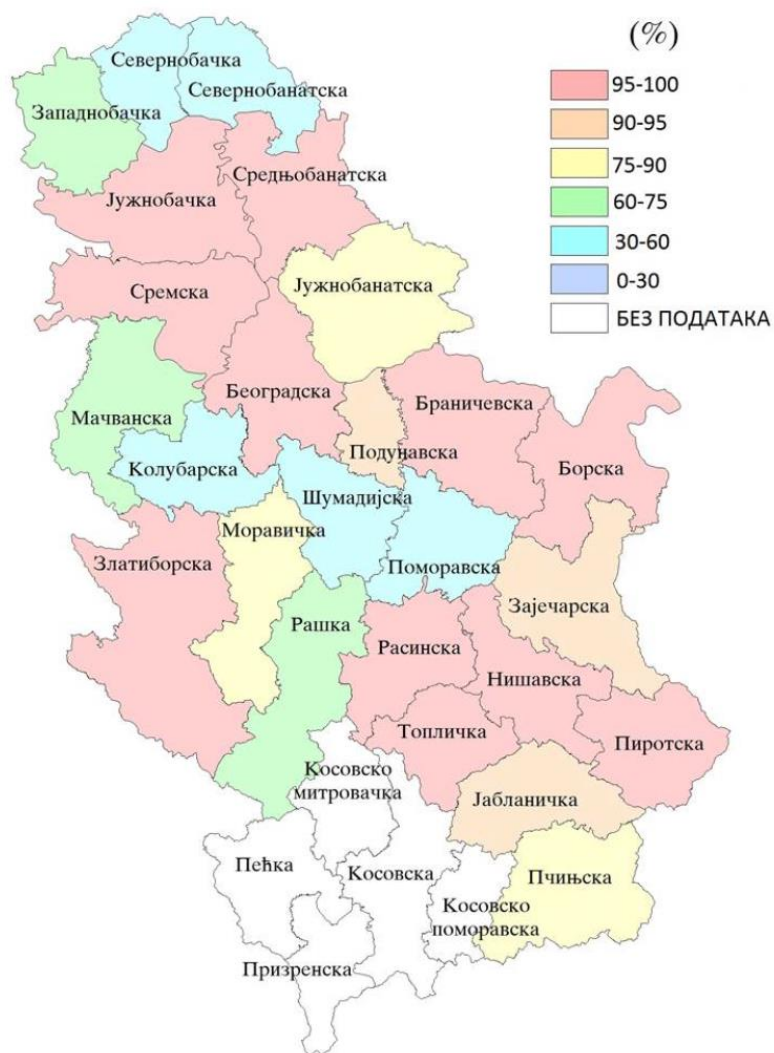 (%)
95-100
90-95
75-90
60-75
30-60
0-30
БЕЗ ПОДАТАКА
Севернобачка
Севернобанатска
Западнобачка
Средњобанатска
Јужнобачка
Јужнобанатска
Сремска
Београдска
Браничевска
Мачванска
Подунавска
Борска
Колубарска
Шумадијска
Моравичка
Златиборска
Поморавска
Зајечарска
Рашка
Расинска
Нишавска
Топличка
Пиротска
Косовско
митровачка
Јабланичка
Пећка
Косовска
Пчињска
Косовско
поморавска
Призренска